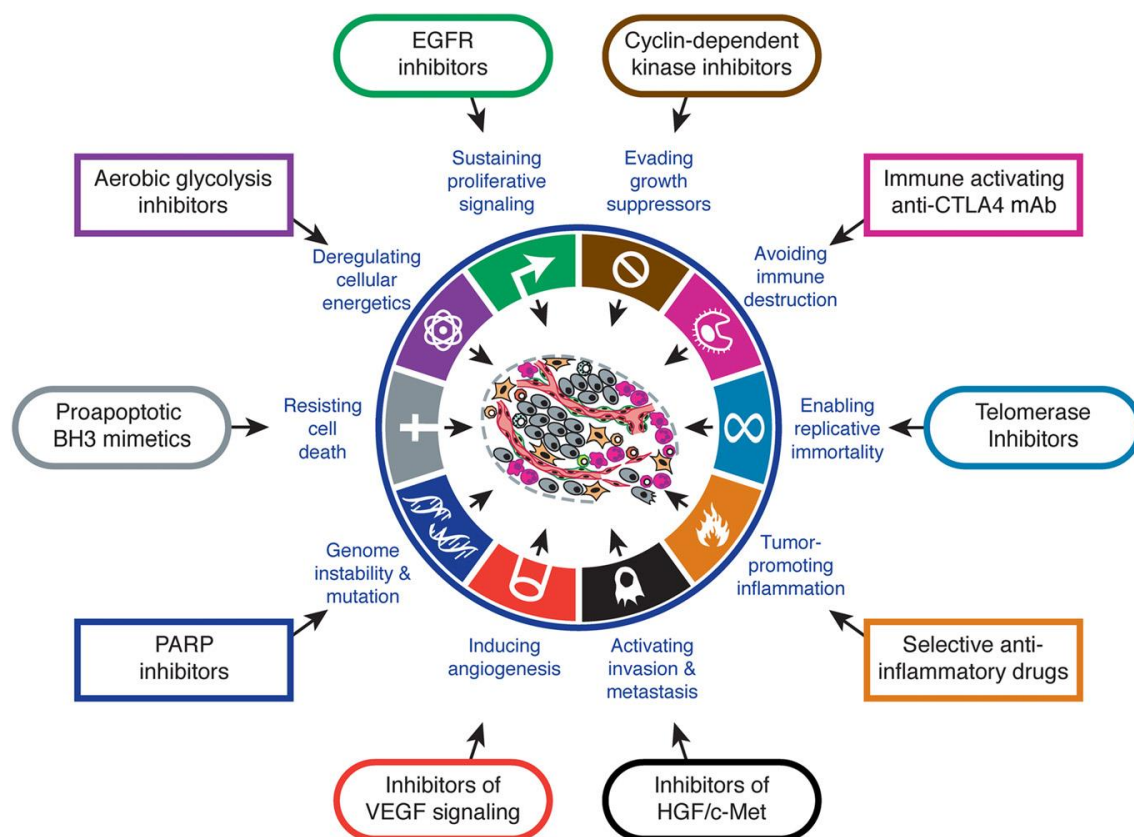 EGFR
inhibitors
Cyclin-dependent
kinase inhibitors
Sustaining
proliferative
signaling
Evading
growth
suppressors
Aerobic glycolysis
inhibitors
Immune activating
anti-CTLA4 mAb
Deregulating
cellular
energetics
Avoiding
immune
destruction
Proapoptotic
BH3 mimetics
Resisting
cell
death
Enabling
replicative
immortality
Telomerase
Inhibitors
Genome
instability &
mutation
Tumor-
promoting
inflammation
PARP
inhibitors
Inducing
angiogenesis
Activating
invasion &
metastasis
Selective anti-
inflammatory drugs
Inhibitors of
VEGF signaling
Inhibitors of
HGF/c-Met